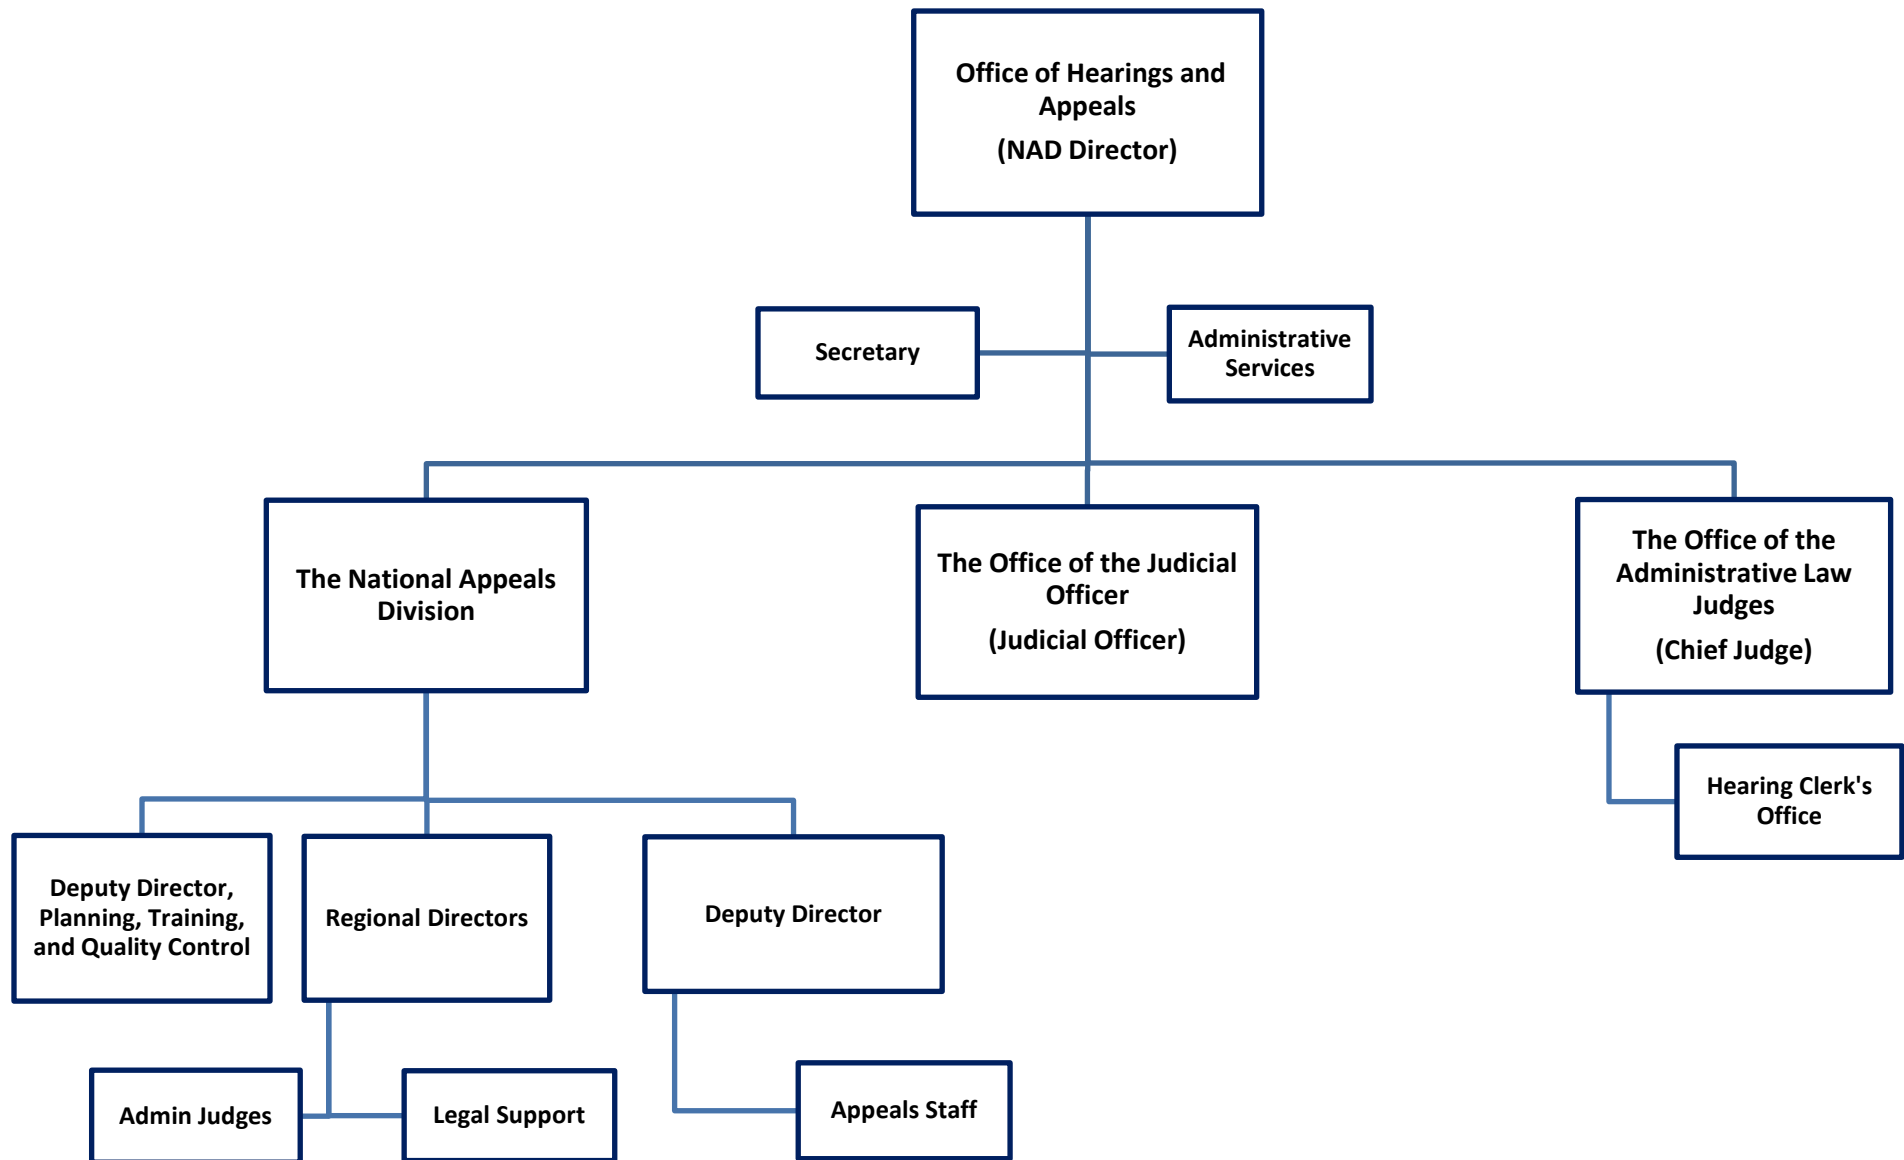 Office of Hearings and
Appeals
(NAD Director)
Secretary
Administrative
Services
The National Appeals
Division
The Office of the Judicial
Officer
(Judicial Officer)
The Office of the
Administrative Law
Judges
(Chief Judge)
Hearing Clerk's
Office
Deputy Director,
Planning, Training,
and Quality Control
Regional Directors
Deputy Director
Admin Judges
Legal Support
Appeals Staff